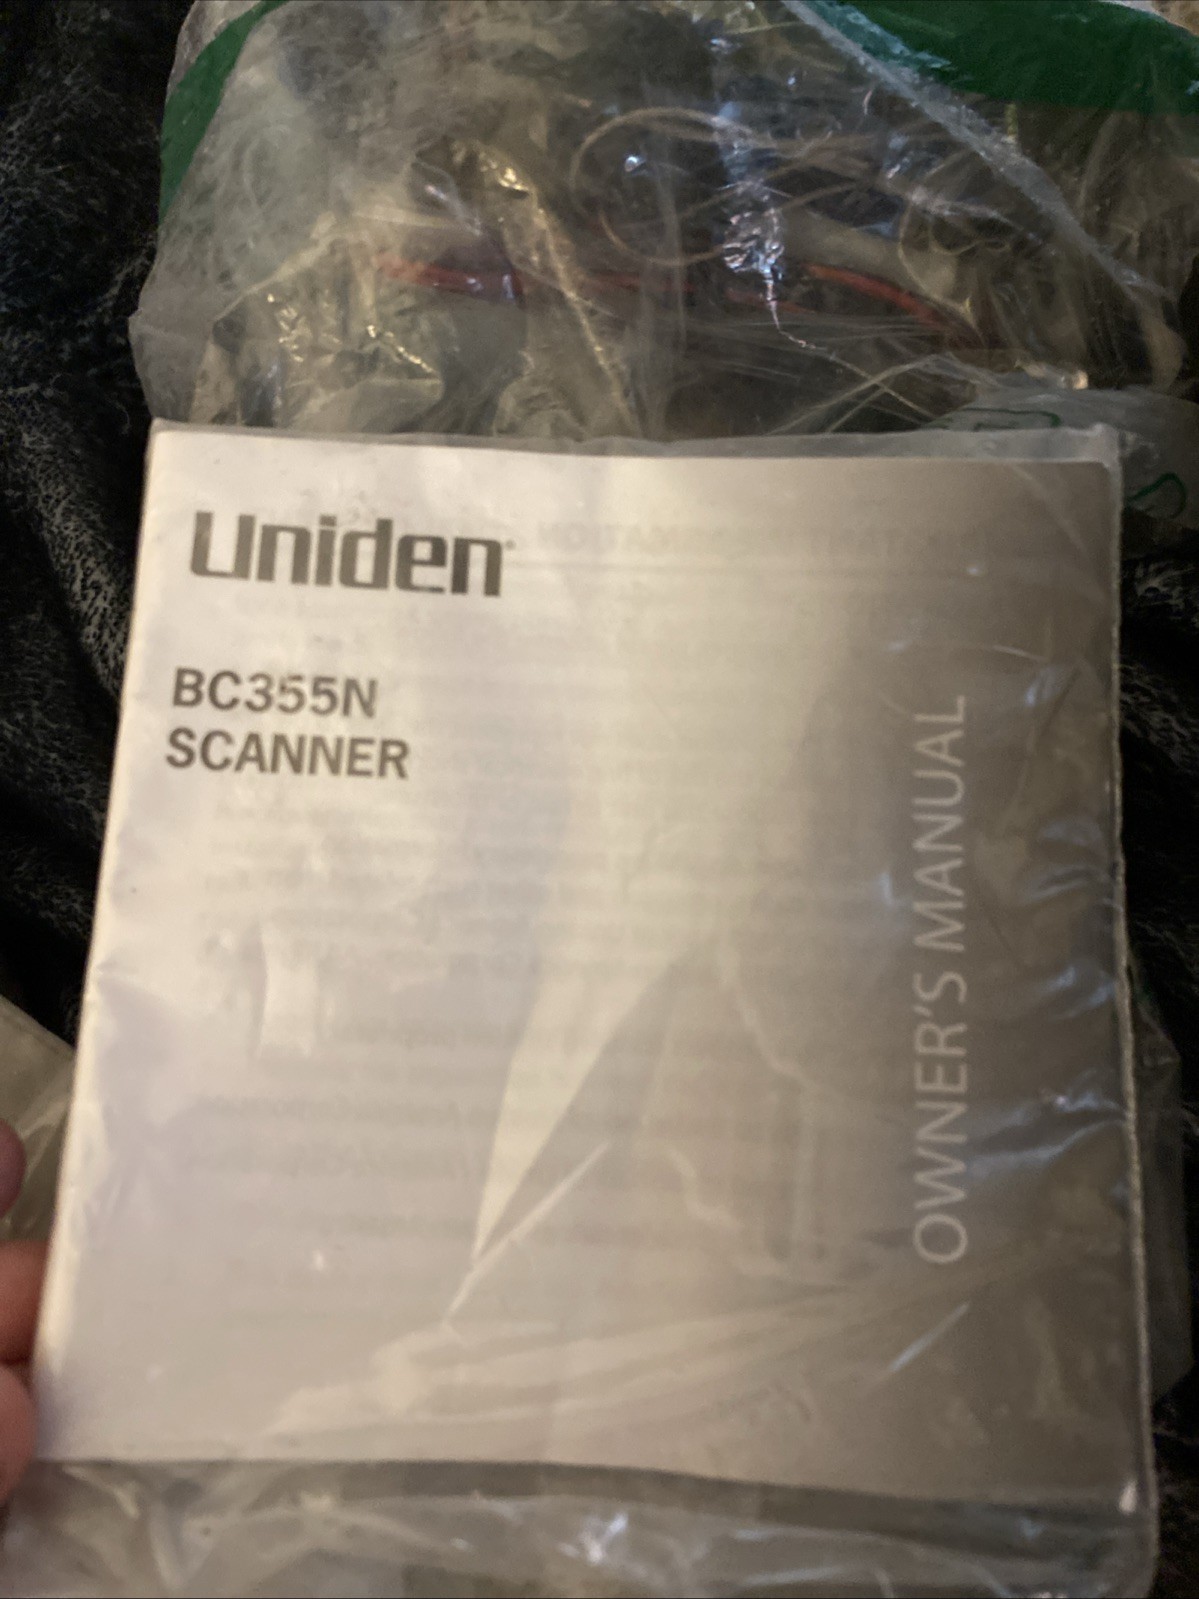 Uniden
BC355N
SCANNER
OWNER'S MANUAL